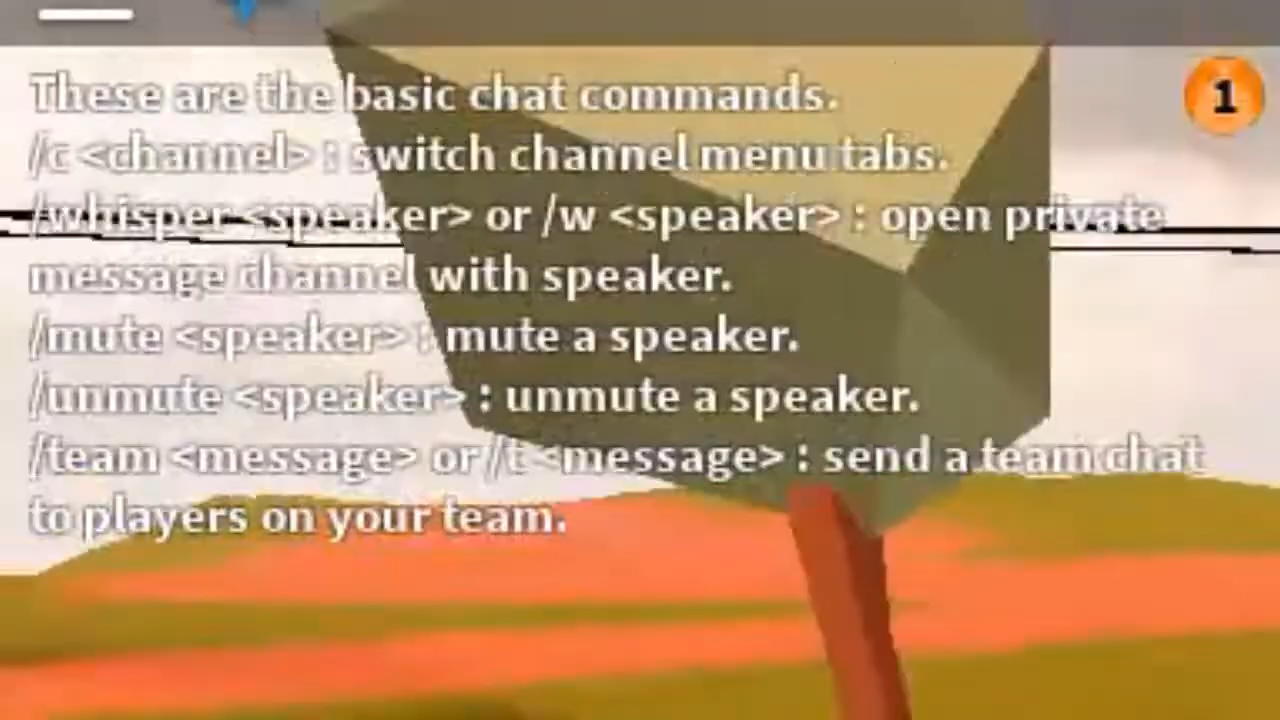 These are the basic chat commands.
/c <channel> : switch channel menu tabs.
/whisper <speaker> or /w <speaker> : open private
message channel with speaker.
/mute <speaker> : mute a speaker.
/unmute <speaker> : unmute a speaker.
/team <message> or /t <message> : send a team chat
to players on your team.
1